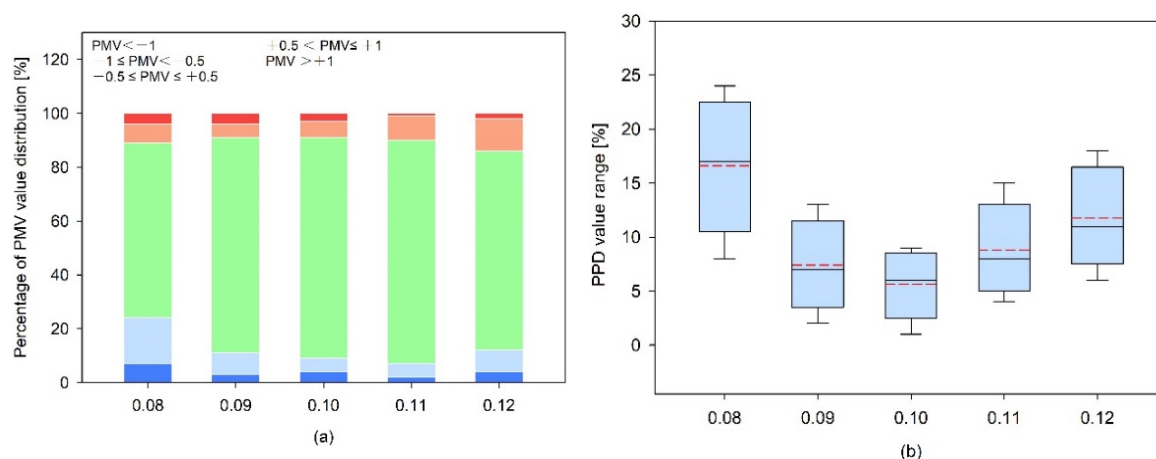 PMV＜−1
+0.5 < PMV≤ +1
−1 ≤ PMV< −0.5
PMV >+1
−0.5 ≤ PMV ≤ +0.5
Percentage of PMV value distribution [%]
120
100
80
60
40
20
0
0.08
0.09
0.10
0.11
0.12
(a)
PPD value range [%]
30
25
20
15
10
5
0
0.08
0.09
0.10
0.11
0.12
(b)